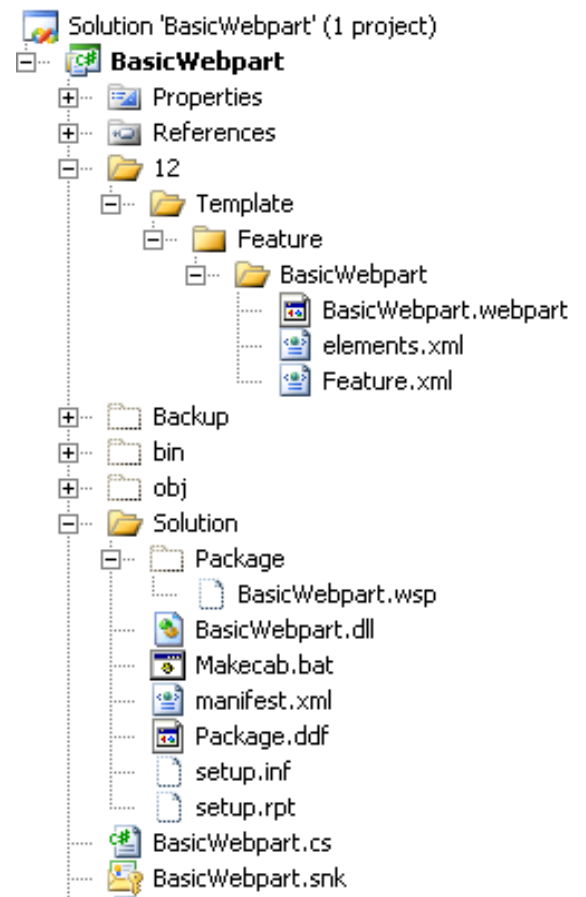 Solution 'BasicWebpart' (1 project)
BasicWebpart
Properties
References
12
Template
Feature
BasicWebpart
BasicWebpart.webpart
elements.xml
Feature.xml
Backup
bin
obj
Solution
Package
BasicWebpart.wsp
BasicWebpart.dll
Makecab.bat
manifest.xml
Package.ddf
setup.inf
setup.rpt
BasicWebpart.cs
BasicWebpart.snk